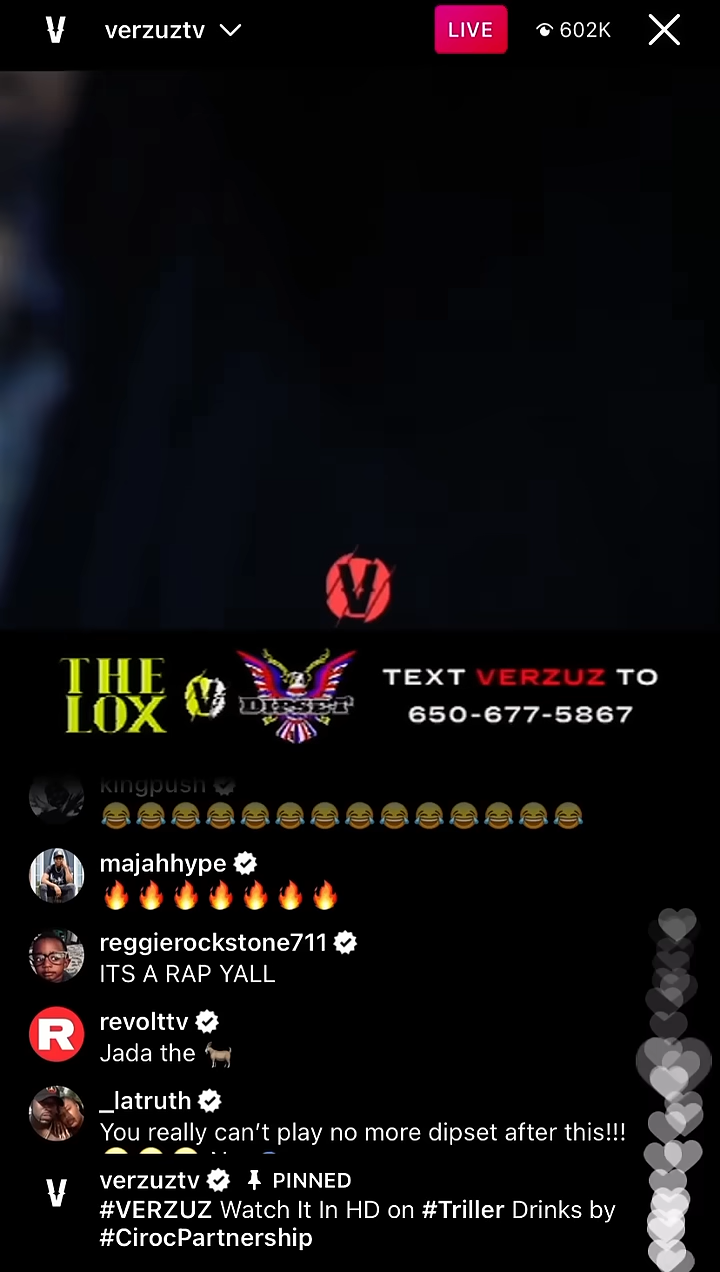 verzuztv
LIVE
602K
THE
LOX
V
DIPSET
TEXT VERZUZ TO
650-677-5867
kingpush
😂😂😂😂😂😂😂😂😂😂😂😂😂😂
majahhype
🔥🔥🔥🔥🔥🔥🔥
reggierockstone711
ITS A RAP YALL
R
revolttv
Jada the 🐐
_latruth
You really can't play no more dipset after this!!!
verzuztv PINNED
#VERZUZ Watch It In HD on #Triller Drinks by
#CirocPartnership